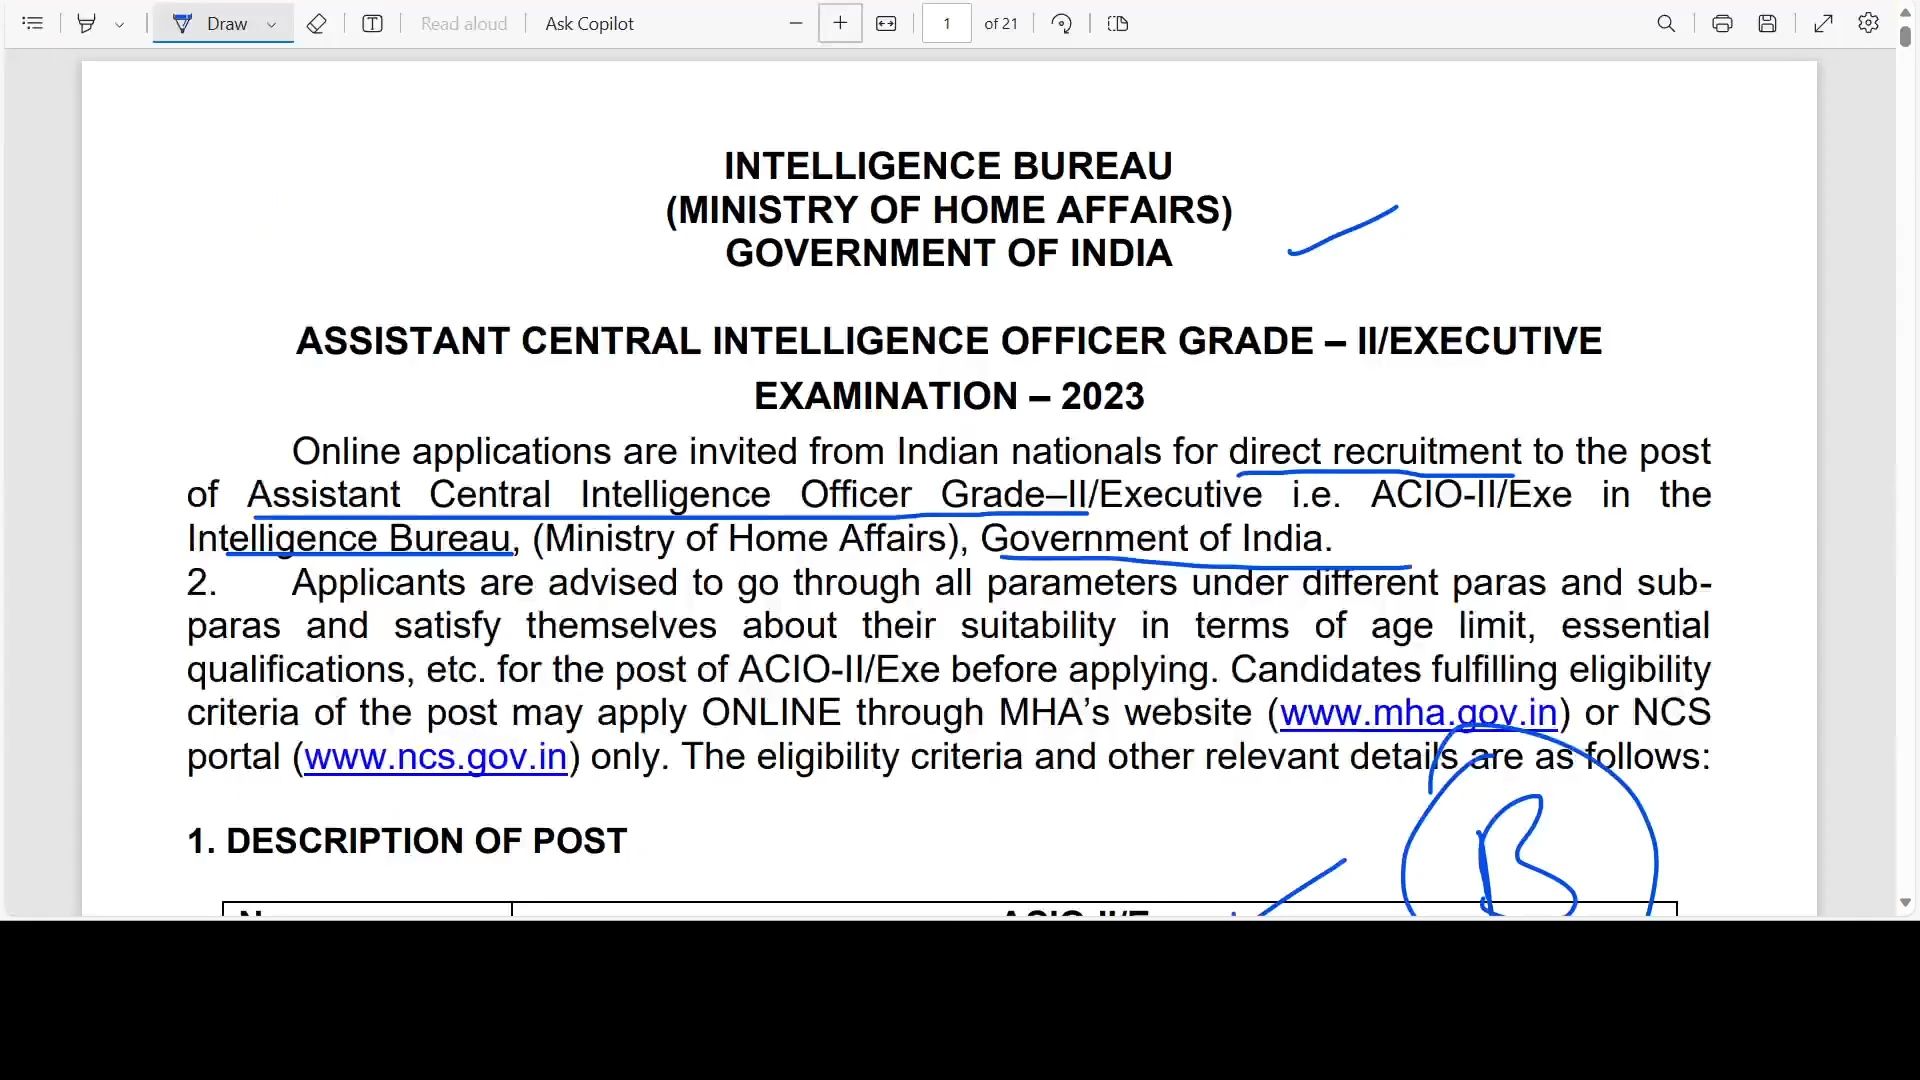 Draw
Read aloud
Ask Copilot
1
of 21
INTELLIGENCE BUREAU
(MINISTRY OF HOME AFFAIRS)
GOVERNMENT OF INDIA
ASSISTANT CENTRAL INTELLIGENCE OFFICER GRADE – II/EXECUTIVE
EXAMINATION – 2023
Online applications are invited from Indian nationals for direct recruitment to the post
of Assistant Central Intelligence Officer Grade–II/Executive i.e. ACIO-II/Exe in the
Intelligence Bureau, (Ministry of Home Affairs), Government of India.
2. Applicants are advised to go through all parameters under different paras and sub-
paras and satisfy themselves about their suitability in terms of age limit, essential
qualifications, etc. for the post of ACIO-II/Exe before applying. Candidates fulfilling eligibility
criteria of the post may apply ONLINE through MHA's website (www.mha.gov.in) or NCS
portal (www.ncs.gov.in) only. The eligibility criteria and other relevant details are as follows:
1. DESCRIPTION OF POST
B